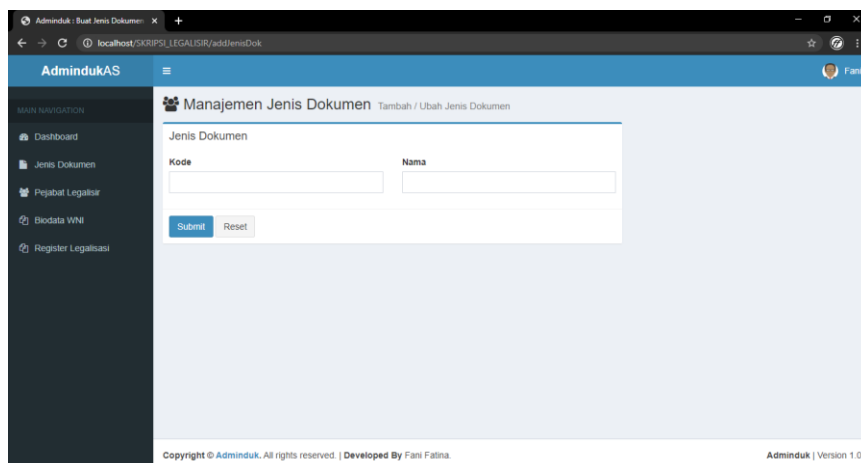 Adminduk : Buat Jenis Dokumen
localhost/SKRIPSI_LEGALISIR/addJenisDok
AdmindukAS
Fani
MAIN NAVIGATION
Manajemen Jenis Dokumen Tambah / Ubah Jenis Dokumen
Dashboard
Jenis Dokumen
Pejabat Legalisir
Biodata WNI
Register Legalisasi
Jenis Dokumen
Kode
Nama
Submit
Reset
Copyright © Adminduk. All rights reserved. | Developed By Fani Fatina.
Adminduk | Version 1.0